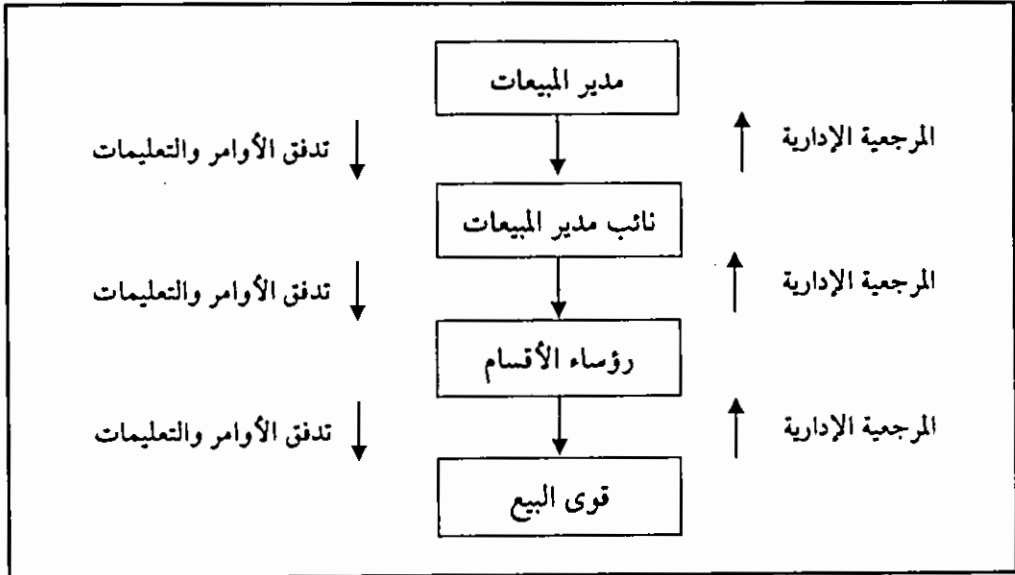 مدير المبيعات
المرجعية الإدارية
تدفق الأوامر والتعليمات
نائب مدير المبيعات
المرجعية الإدارية
تدفق الأوامر والتعليمات
رؤساء الأقسام
المرجعية الإدارية
تدفق الأوامر والتعليمات
قوى البيع